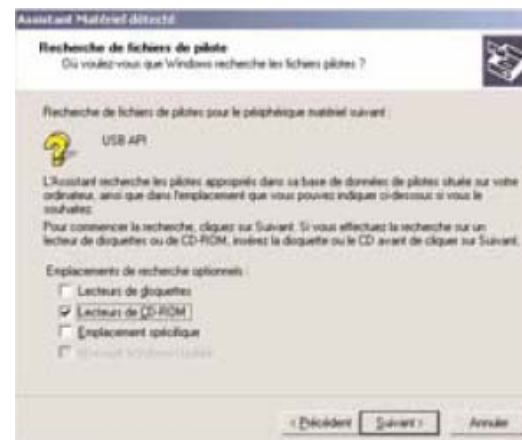 Assistant Matériel détecté
Recherche de fichiers de pilote
Où voulez-vous que Windows recherche les fichiers pilotes ?
Recherche de fichiers de pilotes pour le périphérique matériel suivant :
USB API
L'Assistant recherche les pilotes appropriés dans sa base de données de pilotes située sur votre
ordinateur, ainsi que dans l'emplacement que vous pouvez indiquer ci-dessous si vous le
souhaitez.
Pour commencer la recherche, cliquez sur Suivant. Si vous effectuez la recherche sur un
lecteur de disquettes ou de CD-ROM, insérez la disquette ou le CD avant de cliquer sur Suivant.
Emplacements de recherche optionnels :
Lecteurs de disquettes
Lecteurs de CD-ROM
Emplacement spécifique
Microsoft Windows Update
< Précédent
Suivant >
Annuler